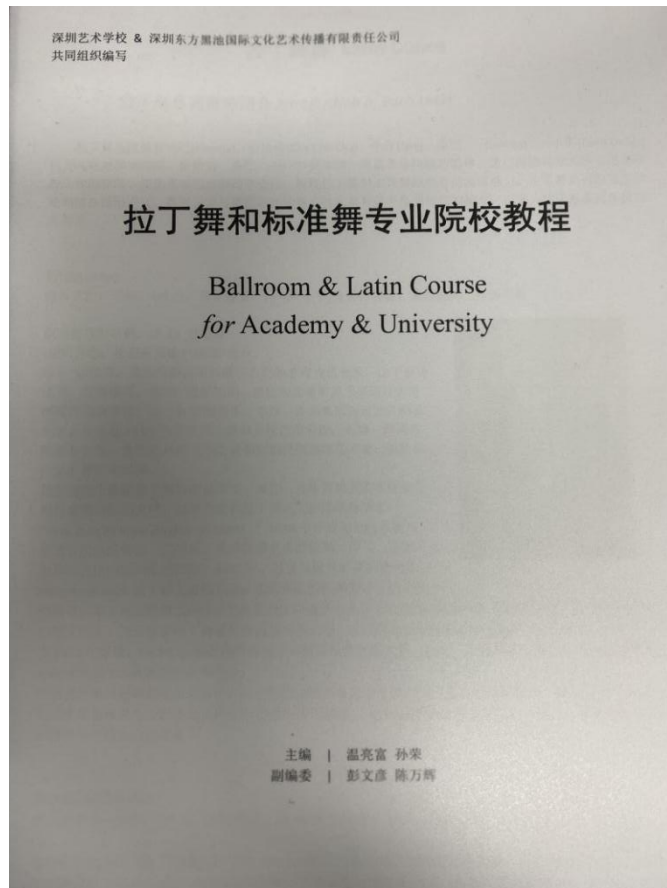 深圳艺术学校 & 深圳东方黑池国际文化艺术传播有限责任公司
共同组织编写
拉丁舞和标准舞专业院校教程
Ballroom & Latin Course
for Academy & University
主编 | 温亮富 孙荣
副编委 | 彭文彦 陈万辉